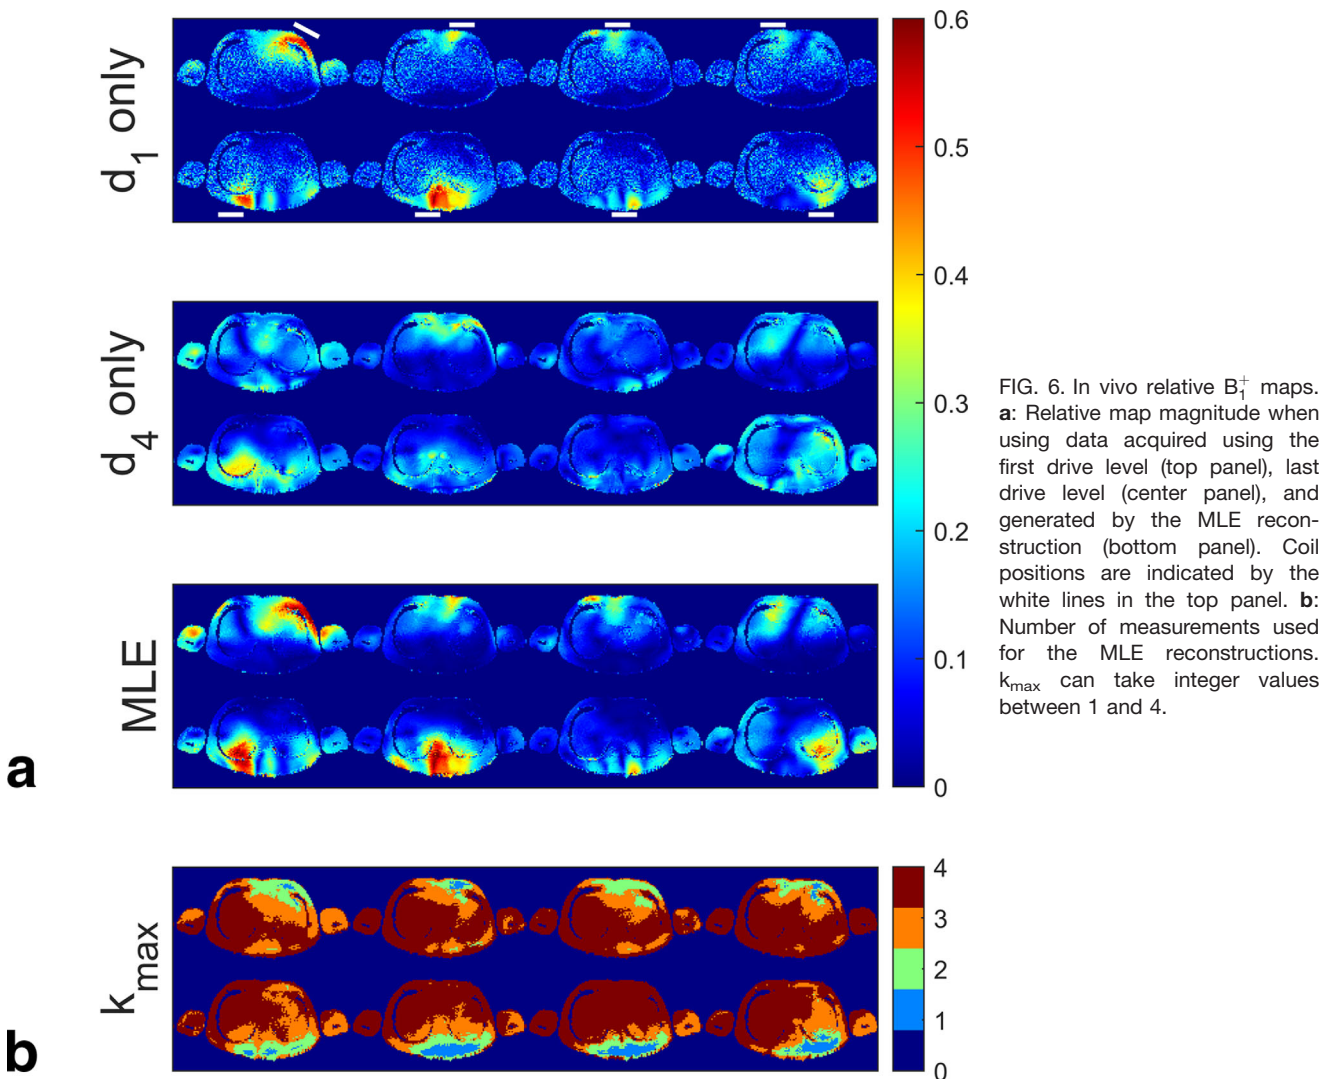 d1 only
d4 only
MLE
a
0.6
0.5
0.4
0.3
0.2
0.1
0
kmax
b
4
3
2
1
0
FIG. 6. In vivo relative B1+ maps.
a: Relative map magnitude when
using data acquired using the
first drive level (top panel), last
drive level (center panel), and
generated by the MLE recon-
struction (bottom panel). Coil
positions are indicated by the
white lines in the top panel. b:
Number of measurements used
for the MLE reconstructions.
kmax can take integer values
between 1 and 4.